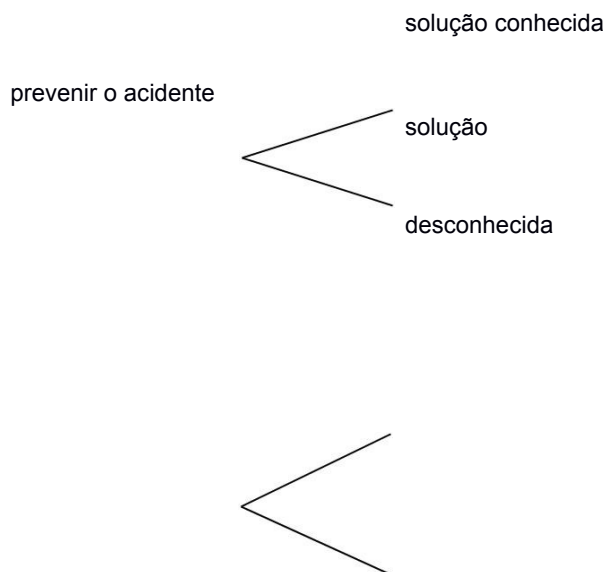 solução conhecida
prevenir o acidente
solução
desconhecida